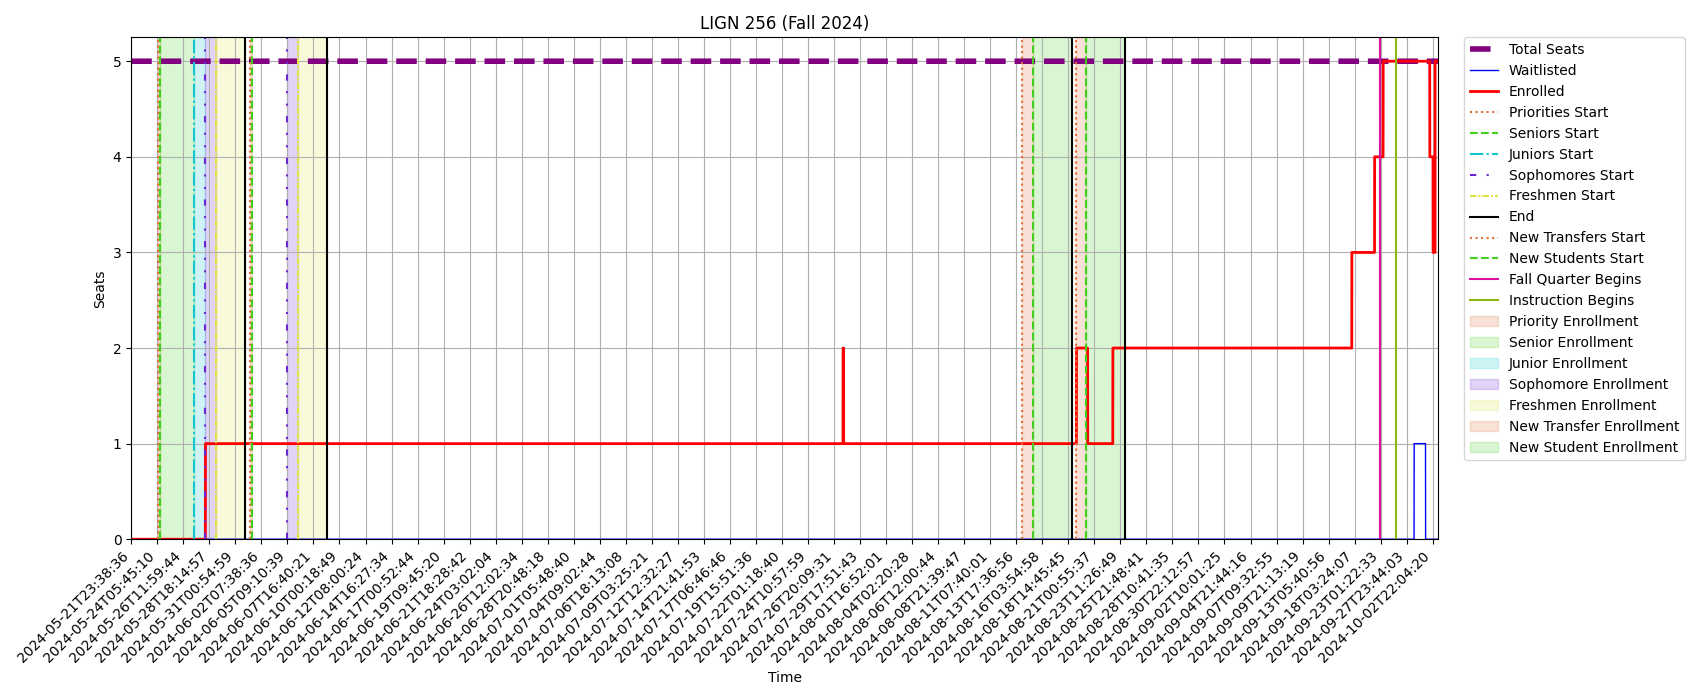 LIGN 256 (Fall 2024)
Seats
5
4
3
2
1
0
2024-05-21T23:38:36
2024-05-24T05:45:10
2024-05-26T11:59:44
2024-05-28T18:14:57
2024-05-31T00:54:59
2024-06-02T07:38:36
2024-06-05T09:10:39
2024-06-07T16:40:21
2024-06-10T00:18:49
2024-06-12T08:00:24
2024-06-14T16:27:34
2024-06-17T00:52:44
2024-06-19T09:45:20
2024-06-21T18:28:42
2024-06-24T03:02:04
2024-06-26T12:02:34
2024-06-28T20:48:18
2024-07-01T05:48:40
2024-07-04T09:02:44
2024-07-06T18:13:08
2024-07-09T03:25:21
2024-07-12T12:32:27
2024-07-14T21:41:53
2024-07-17T06:46:46
2024-07-19T15:51:36
2024-07-22T01:18:40
2024-07-24T10:57:59
2024-07-26T20:09:31
2024-07-29T17:51:43
2024-08-01T16:52:01
2024-08-04T02:20:28
2024-08-06T12:00:44
2024-08-08T21:39:47
2024-08-11T07:40:01
2024-08-13T17:36:56
2024-08-16T03:54:58
2024-08-18T14:45:45
2024-08-21T00:55:37
2024-08-23T11:26:49
2024-08-25T21:48:41
2024-08-28T10:41:35
2024-08-30T22:12:57
2024-09-02T10:01:25
2024-09-04T21:44:16
2024-09-07T09:32:55
2024-09-09T21:13:19
2024-09-13T05:40:56
2024-09-18T03:24:07
2024-09-23T01:22:33
2024-09-27T23:44:03
2024-10-02T22:04:20
Time
Total Seats
Waitlisted
Enrolled
Priorities Start
Seniors Start
Juniors Start
Sophomores Start
Freshmen Start
End
New Transfers Start
New Students Start
Fall Quarter Begins
Instruction Begins
Priority Enrollment
Senior Enrollment
Junior Enrollment
Sophomore Enrollment
Freshmen Enrollment
New Transfer Enrollment
New Student Enrollment